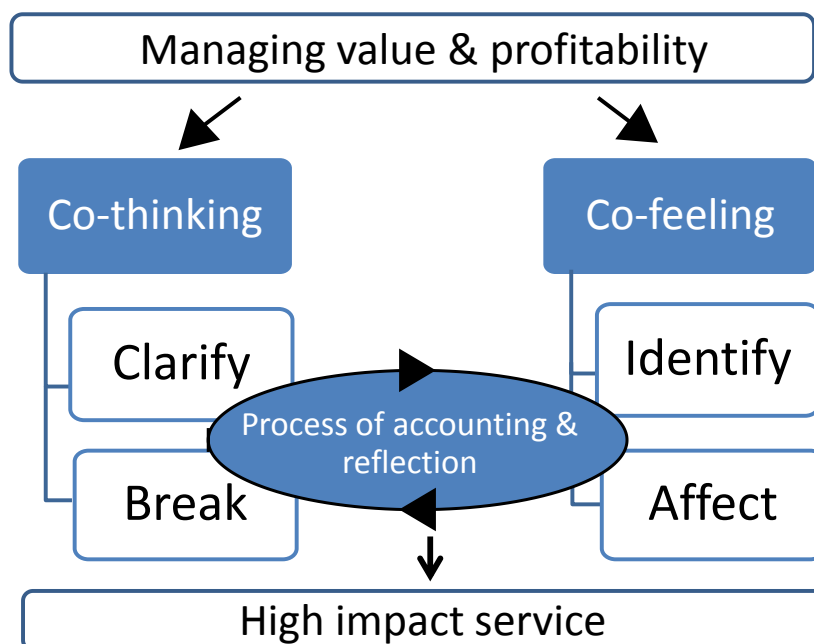 Managing value & profitability
Co-thinking
Co-feeling
Clarify
Identify
Process of accounting &
reflection
Break
Affect
High impact service